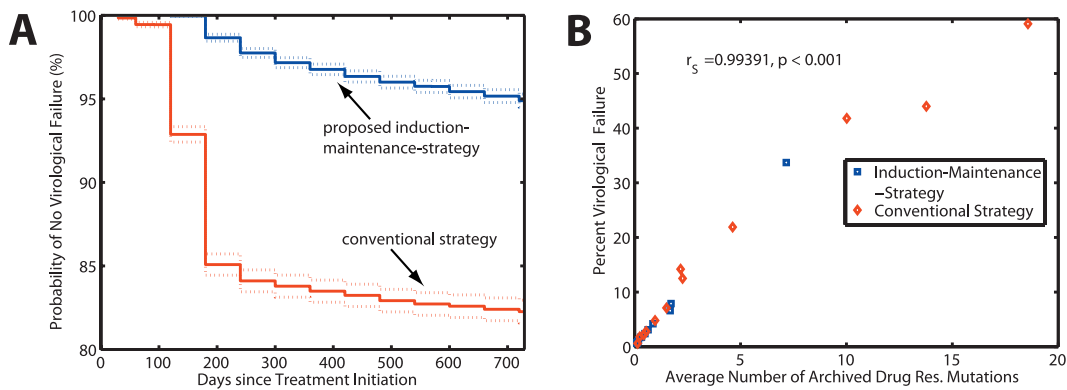 A
Probability of No Virological Failure (%)
100
95
90
85
80
proposed induction-
maintenance-strategy
conventional strategy
0 100 200 300 400 500 600 700
Days since Treatment Initiation
B
Percent Virological Failure
60
50
40
30
20
10
0
r_S =0.99391, p < 0.001
Induction-Maintenance
-Strategy
Conventional Strategy
0 5 10 15 20
Average Number of Archived Drug Res. Mutations